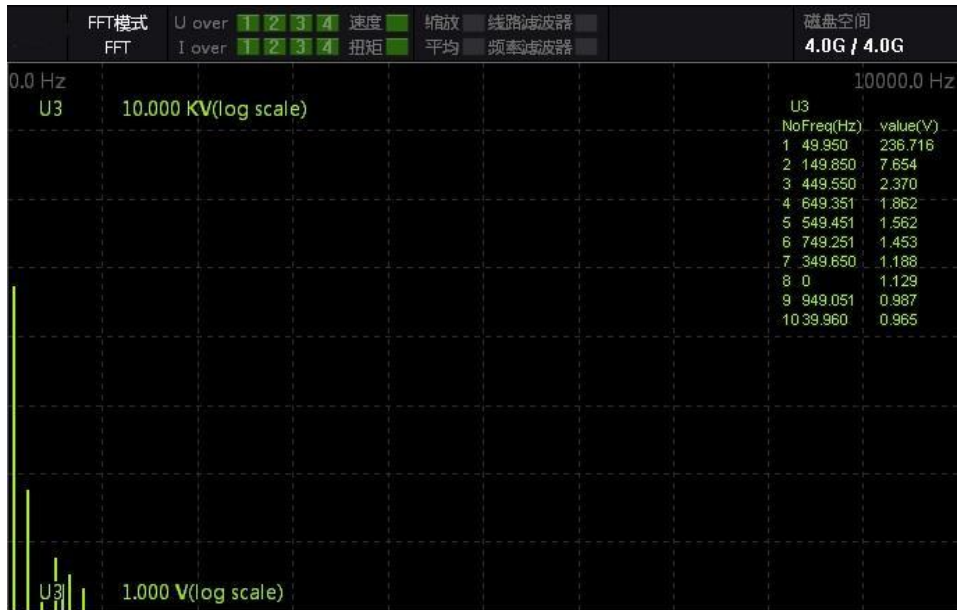 FFT模式 U over 1 2 3 4 速度 缩放 线路滤波器 磁盘空间
FFT I over 1 2 3 4 扭矩 平均 频率滤波器 4.0G / 4.0G
0.0 Hz 10000.0 Hz
U3 10.000 KV(log scale) U3
NoFreq(Hz) value(V)
1 49.950 236.716
2 149.850 7.654
3 449.550 2.370
4 649.351 1.862
5 549.451 1.562
6 749.251 1.453
7 349.650 1.188
8 0 1.129
9 949.051 0.987
10 39.960 0.965
U3 1.000 V(log scale)